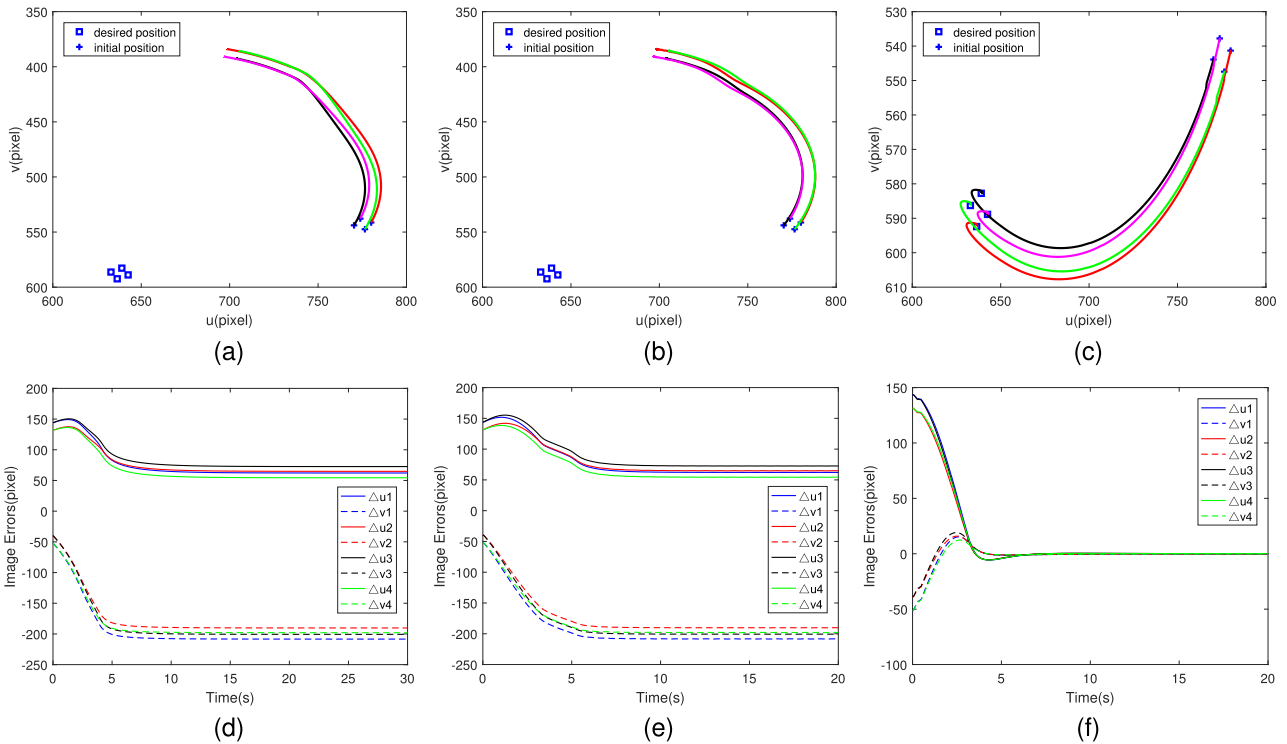 350
400
450
500
550
600
v(pixel)
desired position
initial position
600
650
700
750
800
u(pixel)
(a)
350
400
450
500
550
600
v(pixel)
desired position
initial position
600
650
700
750
800
u(pixel)
(b)
530
540
550
560
570
580
590
600
610
v(pixel)
desired position
initial position
600
650
700
750
800
u(pixel)
(c)
200
150
100
50
0
-50
-100
-150
-200
-250
Image Errors(pixel)
△u1
△v1
△u2
△v2
△u3
△v3
△u4
△v4
0
5
10
15
20
25
30
Time(s)
(d)
200
150
100
50
0
-50
-100
-150
-200
-250
Image Errors(pixel)
△u1
△v1
△u2
△v2
△u3
△v3
△u4
△v4
0
5
10
15
20
Time(s)
(e)
150
100
50
0
-50
-100
Image Errors(pixel)
△u1
△v1
△u2
△v2
△u3
△v3
△u4
△v4
0
5
10
15
20
Time(s)
(f)